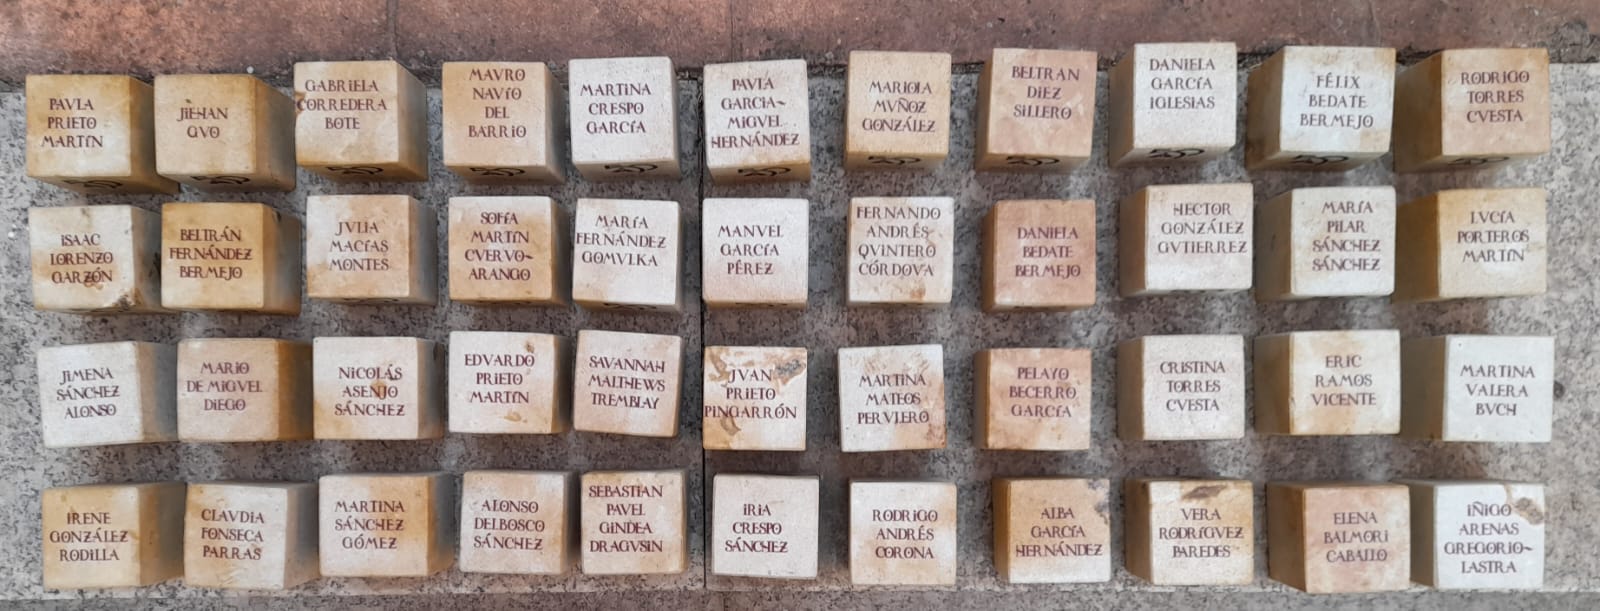 PAVLA
PRIETO
MARTÍN
JIEHAN
GVO
GABRIELA
CORREDERA
BOTE
MAVRO
NAVÍO
DEL
BARRIO
MARTINA
CRESPO
GARCÍA
PAVLA
GARCIA~
MIGVEL
HERNÁNDEZ
MARIOLA
MVÑOZ
GONZÁLEZ
BELTRAN
DÍEZ
SILLERO
DANIELA
GARCÍA
IGLESIAS
FÉLIX
BEDATE
BERMEJO
RODRIGO
TORRES
CVESTA
ISAAC
LORENZO
GARZÓN
BELTRÁN
FERNÁNDEZ
BERMEJO
JVLIA
MACÍAS
MONTES
SOFÍA
MARTÍN
CVERVO~
ARANGO
MARÍA
FERNÁNDEZ
GOMVLKA
MANVEL
GARCÍA
PÉREZ
FERNANDO
ANDRÉS
QVINTERO
CÓRDOVA
DANIELA
BEDATE
BERMEJO
HECTOR
GONZÁLEZ
GVTIERREZ
MARÍA
PILAR
SÁNCHEZ
SÁNCHEZ
LVCÍA
PORTEROS
MARTÍN
JIMENA
SÁNCHEZ
ALONSO
MARIO
DE MIGVEL
DIEGO
NICOLÁS
ASENJO
SÁNCHEZ
EDVARDO
PRIETO
MARTÍN
SAVANNAH
MATTHEWS
TREMBLAY
JVAN
PRIETO
PINGARRÓN
MARTINA
MATEOS
PERVLERO
PELAYO
BECERRO
GARCÍA
CRISTINA
TORRES
CVESTA
ERIC
RAMOS
VICENTE
MARTINA
VALERA
BVCH
IRENE
GONZÁLEZ
RODILLA
CLAVDIA
FONSECA
PARRAS
MARTINA
SÁNCHEZ
GÓMEZ
ALONSO
DELBOSCO
SÁNCHEZ
SEBASTIAN
PAVEL
GINDEA
DRAGVSIN
IRIA
CRESPO
SÁNCHEZ
RODRIGO
ANDRÉS
CORONA
ALBA
GARCÍA
HERNÁNDEZ
VERA
RODRÍGVEZ
PAREDES
ELENA
BALMORI
CABALLO
IÑIGO
ARENAS
GREGORIO~
LASTRA